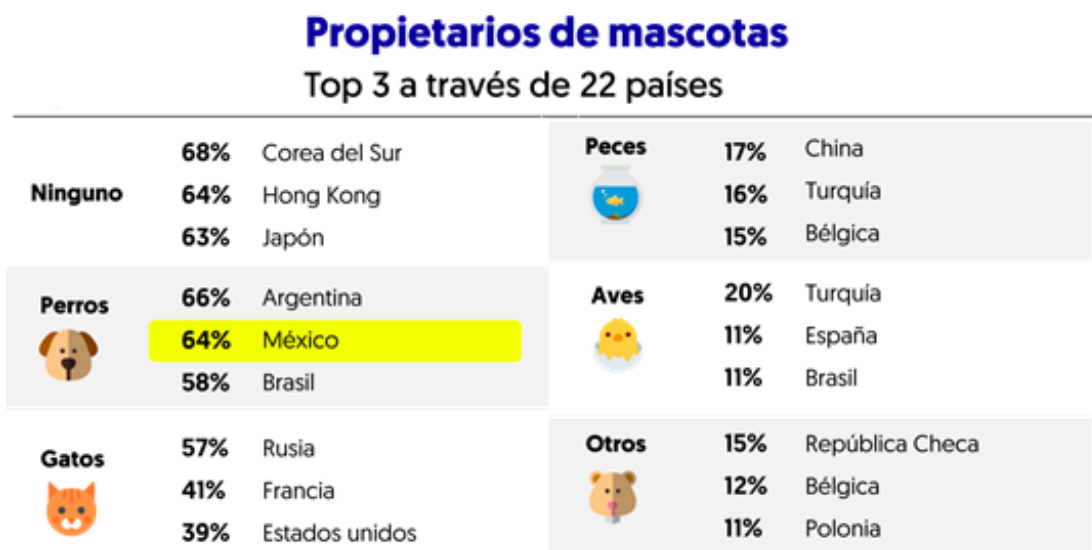 Propietarios de mascotas
Top 3 a través de 22 países
Ninguno
68% Corea del Sur
64% Hong Kong
63% Japón
Perros
66% Argentina
64% México
58% Brasil
Gatos
57% Rusia
41% Francia
39% Estados unidos
Peces
17% China
16% Turquía
15% Bélgica
Aves
20% Turquía
11% España
11% Brasil
Otros
15% República Checa
12% Bélgica
11% Polonia